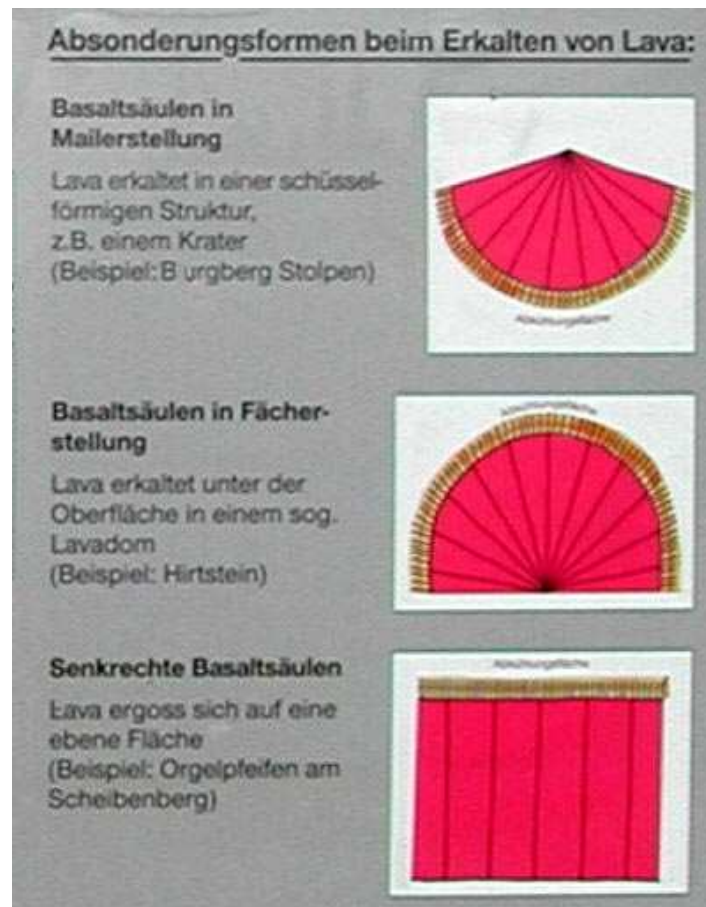 Absonderungsformen beim Erkalten von Lava:
Basaltsäulen in
Mailerstellung
Lava erkaltet in einer schüssel-
förmigen Struktur,
z.B. einem Krater
(Beispiel: B urgberg Stolpen)
Abkühlungsfläche
Basaltsäulen in Fächer-
stellung
Lava erkaltet unter der
Oberfläche in einem sog.
Lavadom
(Beispiel: Hirtstein)
Abkühlungsfläche
Senkrechte Basaltsäulen
Lava ergoss sich auf eine
ebene Fläche
(Beispiel: Orgelpfeifen am
Scheibenberg)
Abkühlungsfläche